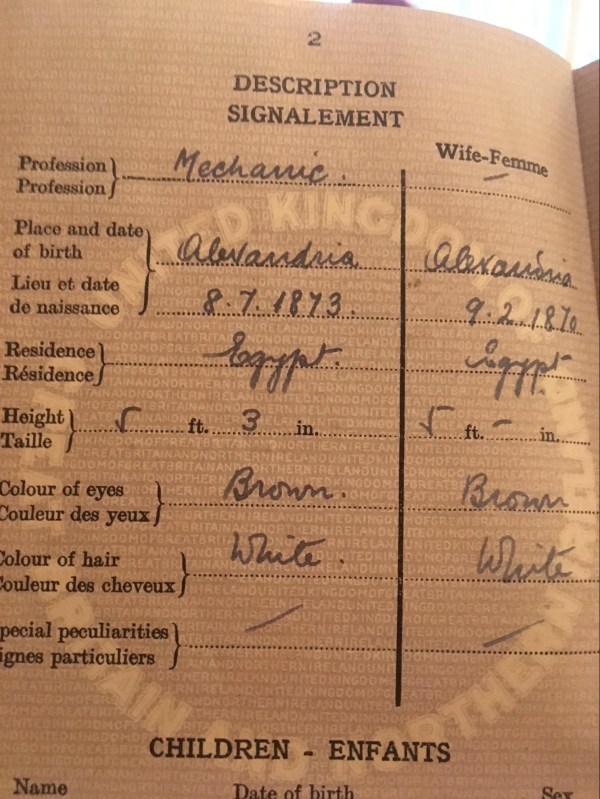 2
DESCRIPTION
SIGNALEMENT
Wife-Femme
Profession Mechanic. –
Profession
Place and date
of birth Alexandria Alexandria
Lieu et date
de naissance 8.7.1873. 9.2.1870
Residence Egypt. Egypt.
Résidence
Height 5 ft. 3 in. 5 ft. – in.
Taille
Colour of eyes Brown. Brown
Couleur des yeux
Colour of hair White. White
Couleur des cheveux
pecial peculiarities / /
ignes particuliers
CHILDREN - ENFANTS
Name Date of birth Sex